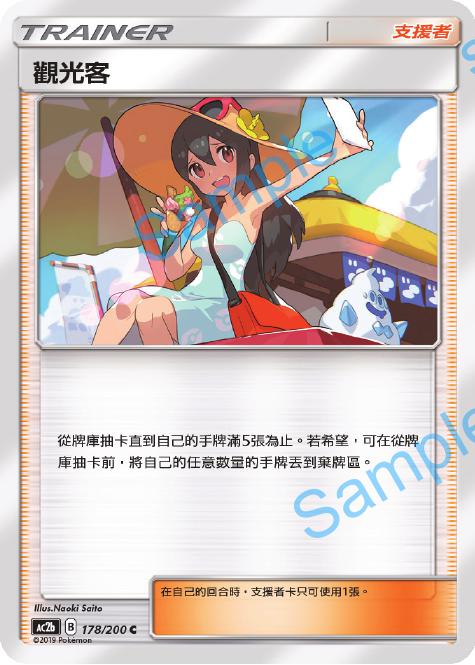 TRAINER
支援者
觀光客
Sample
從牌庫抽卡直到自己的手牌滿5張為止。若希望，可在從牌
庫抽卡前，將自己的任意數量的手牌丟到棄牌區。
Sample
在自己的回合時，支援者卡只可使用1張。
Illus.Naoki Saito
AC2b B 178/200 C
©2019 Pokémon